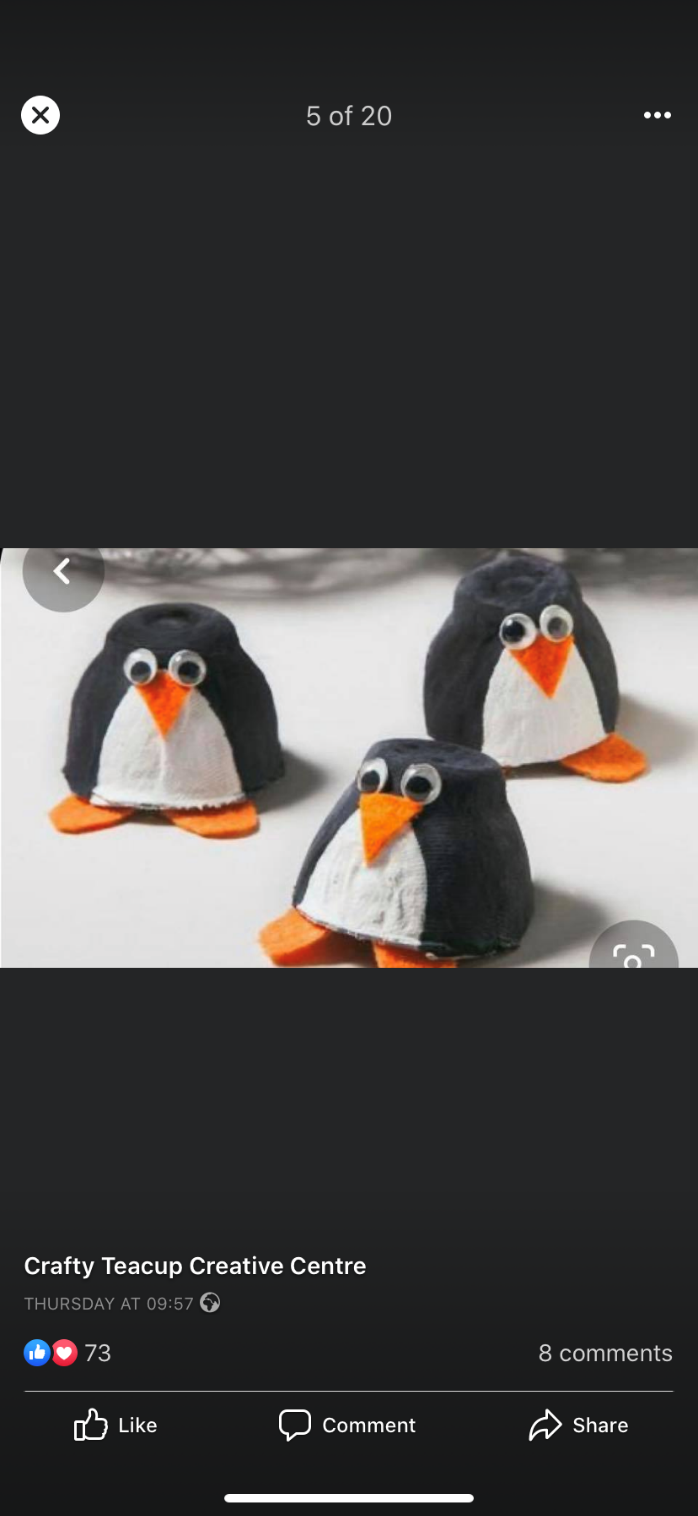 5 of 20
Crafty Teacup Creative Centre
THURSDAY AT 09:57
73
8 comments
Like
Comment
Share